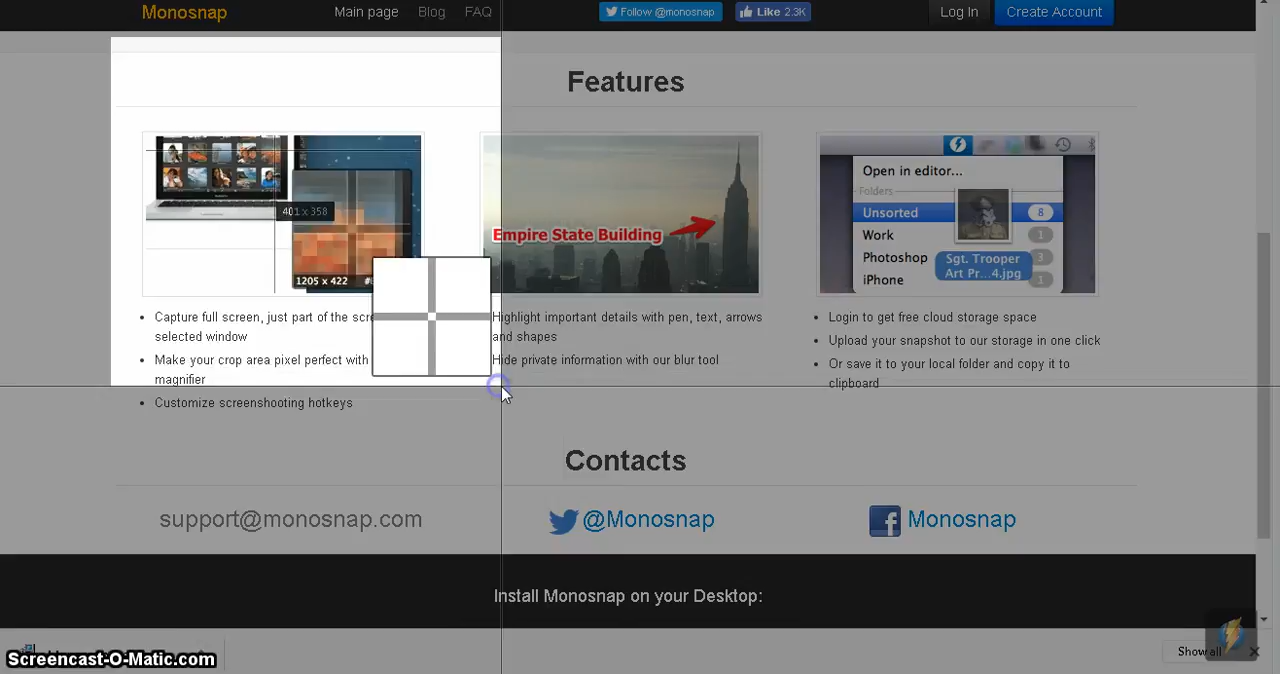 Monosnap
Main page Blog FAQ
Follow @monosnap
Like 2.3K
Log In
Create Account
Features
401 x 358
1205 x 422
Empire State Building
Open in editor...
Folders
Unsorted 8
Work 1
Photoshop 3
iPhone 1
Sgt. Trooper
Art Pr...4.jpg
• Capture full screen, just part of the
selected window
• Make your crop area pixel perfect with
magnifier
• Customize screenshooting hotkeys
Highlight important details with pen, text, arrows
and shapes
Hide private information with our blur tool
• Login to get free cloud storage space
• Upload your snapshot to our storage in one click
• Or save it to your local folder and copy it to
clipboard
Contacts
support@monosnap.com
@Monosnap
Monosnap
Install Monosnap on your Desktop:
Show all
Screencast-O-Matic.com